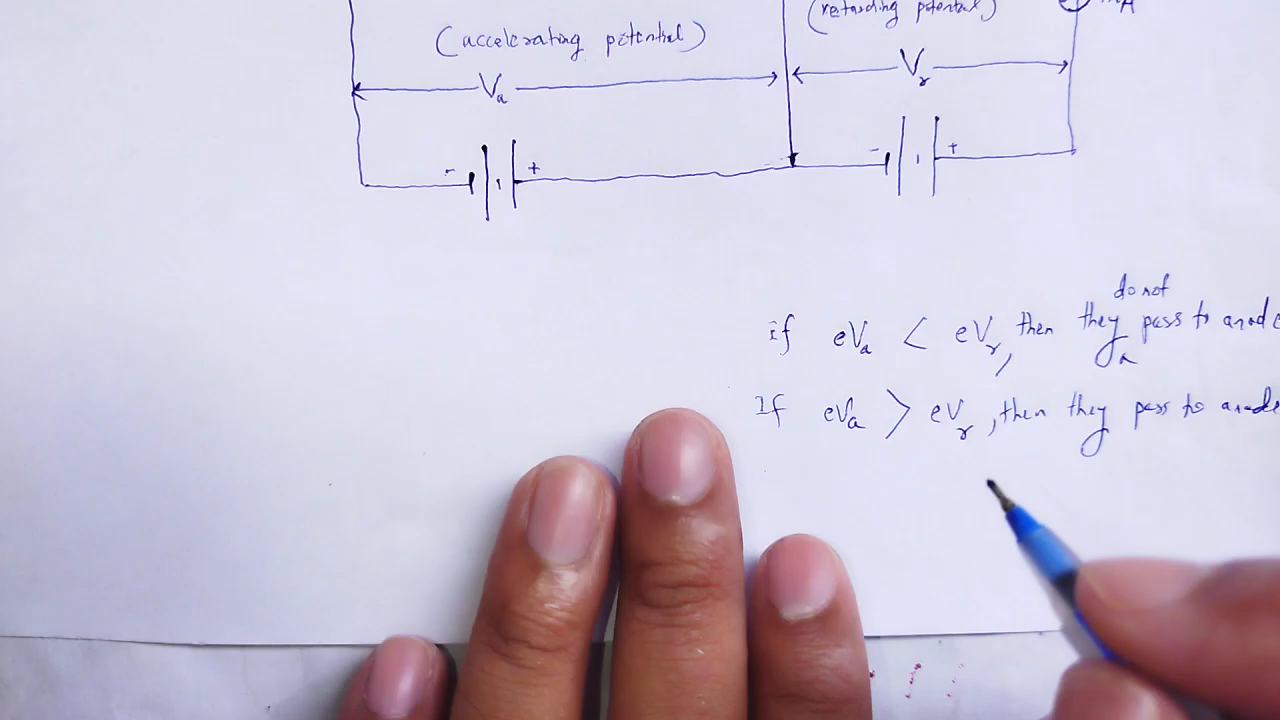 (retarding potential)
mA
(accelerating potential)
Va
Vr
- +
- +
do not
if eVa < eVr, then they pass to anode
If eVa > eVr, then they pass to anode